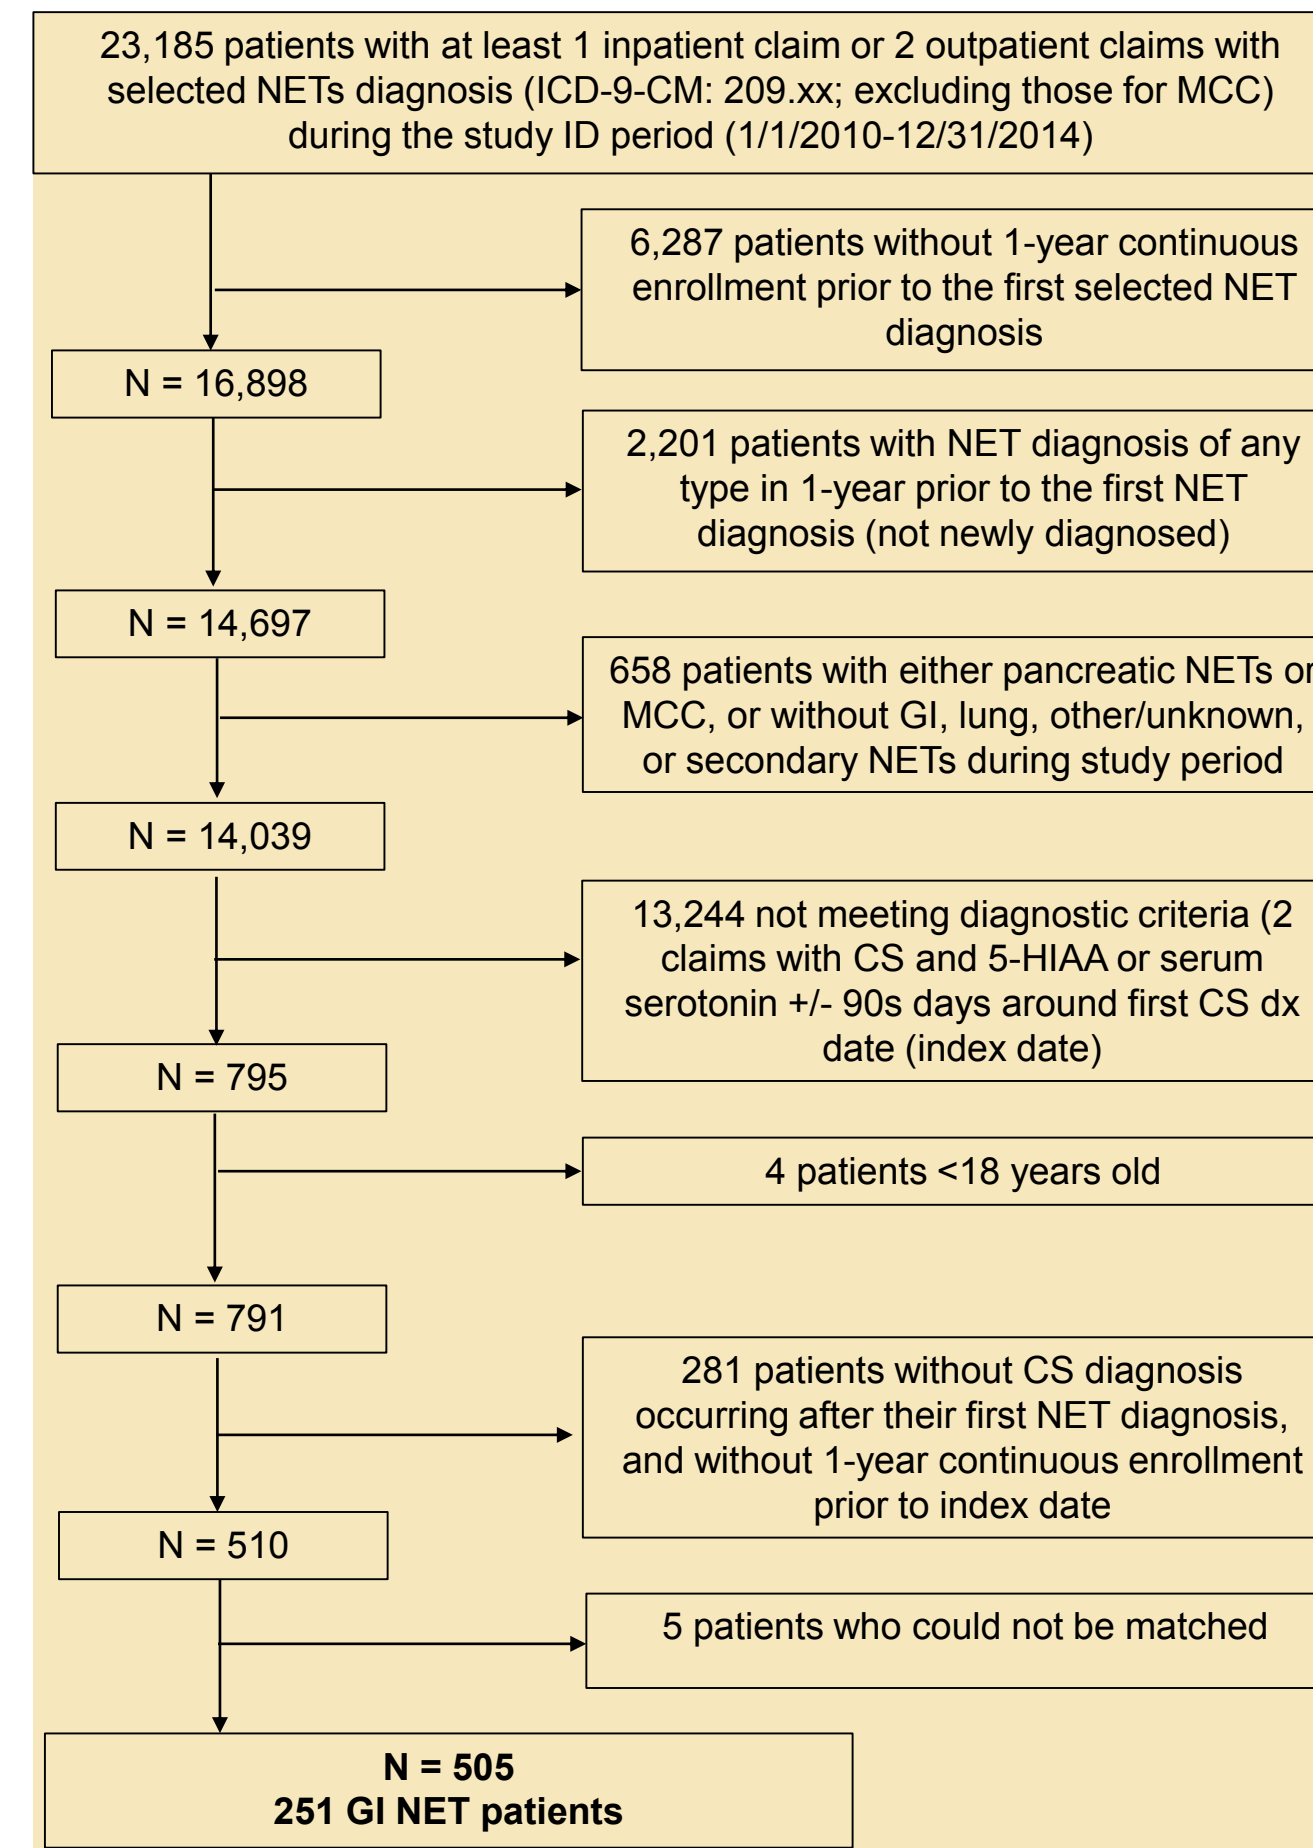 23,185 patients with at least 1 inpatient claim or 2 outpatient claims with
selected NETs diagnosis (ICD-9-CM: 209.xx; excluding those for MCC)
during the study ID period (1/1/2010-12/31/2014)
6,287 patients without 1-year continuous
enrollment prior to the first selected NET
diagnosis
N = 16,898
2,201 patients with NET diagnosis of any
type in 1-year prior to the first NET
diagnosis (not newly diagnosed)
N = 14,697
658 patients with either pancreatic NETs or
MCC, or without GI, lung, other/unknown,
or secondary NETs during study period
N = 14,039
13,244 not meeting diagnostic criteria (2
claims with CS and 5-HIAA or serum
serotonin +/- 90s days around first CS dx
date (index date)
N = 795
4 patients <18 years old
N = 791
281 patients without CS diagnosis
occurring after their first NET diagnosis,
and without 1-year continuous enrollment
prior to index date
N = 510
5 patients who could not be matched
N = 505
251 GI NET patients